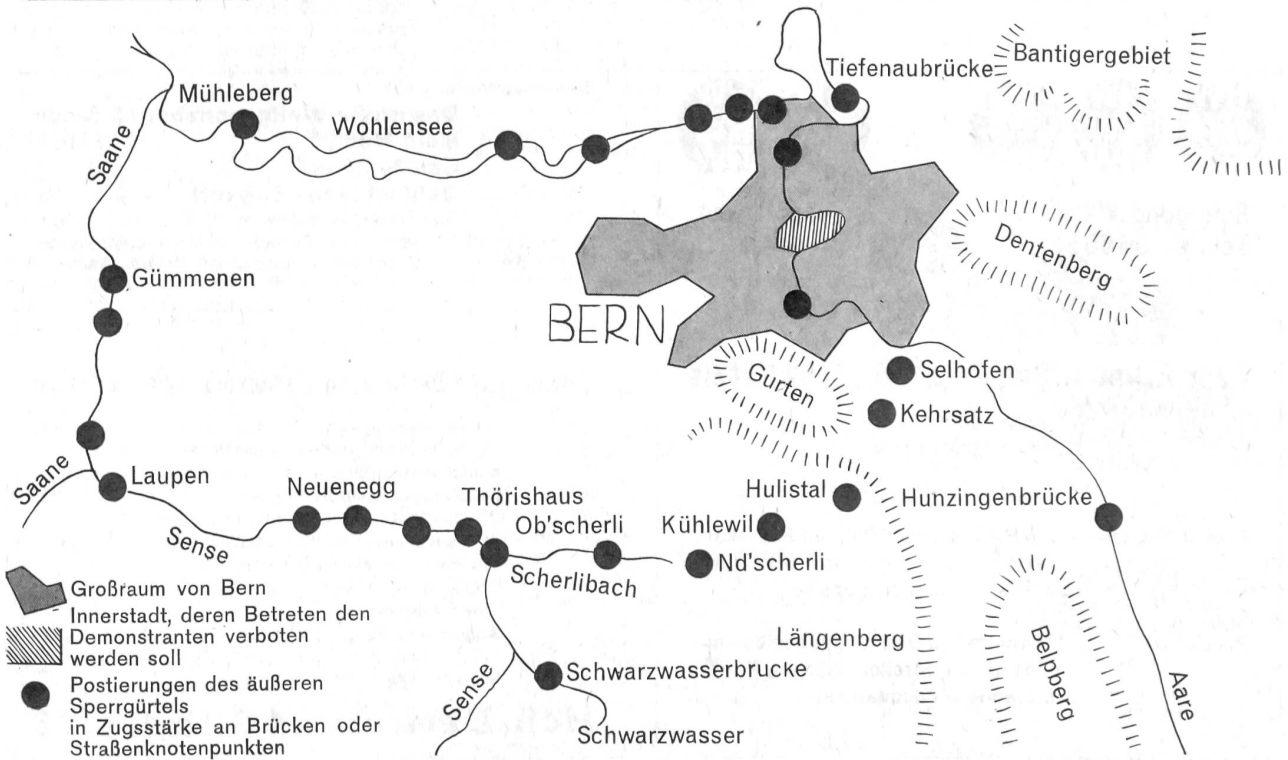 Bantigergebiet
Tiefenaubrücke
Mühleberg
Wohlensee
Saane
Dentenberg
Gümmenen
BERN
Gurten
Selhofen
Kehrsatz
Saane
Laupen
Neuenegg
Thörishaus
Hulistal
Hunzingenbrücke
Ob'scherli
Kühlewil
Sense
Nd'scherli
Scherlibach
Großraum von Bern
Innerstadt, deren Betreten den
Demonstranten verboten
werden soll
Längenberg
Belpberg
Schwarzwasserbrucke
Sense
Aare
Postierungen des äußeren
Sperrgürtels
in Zugsstärke an Brücken oder
Straßenknotenpunkten
Schwarzwasser